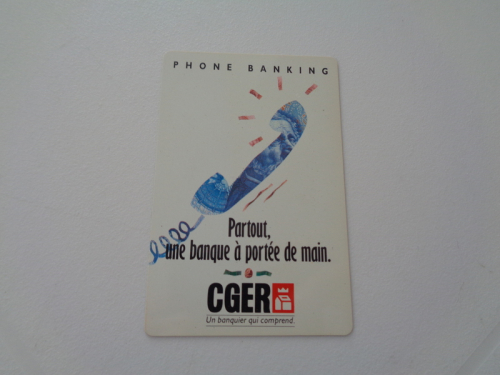 PHONE BANKING
Partout,
une banque à portée de main.
CGER
Un banquier qui comprend.